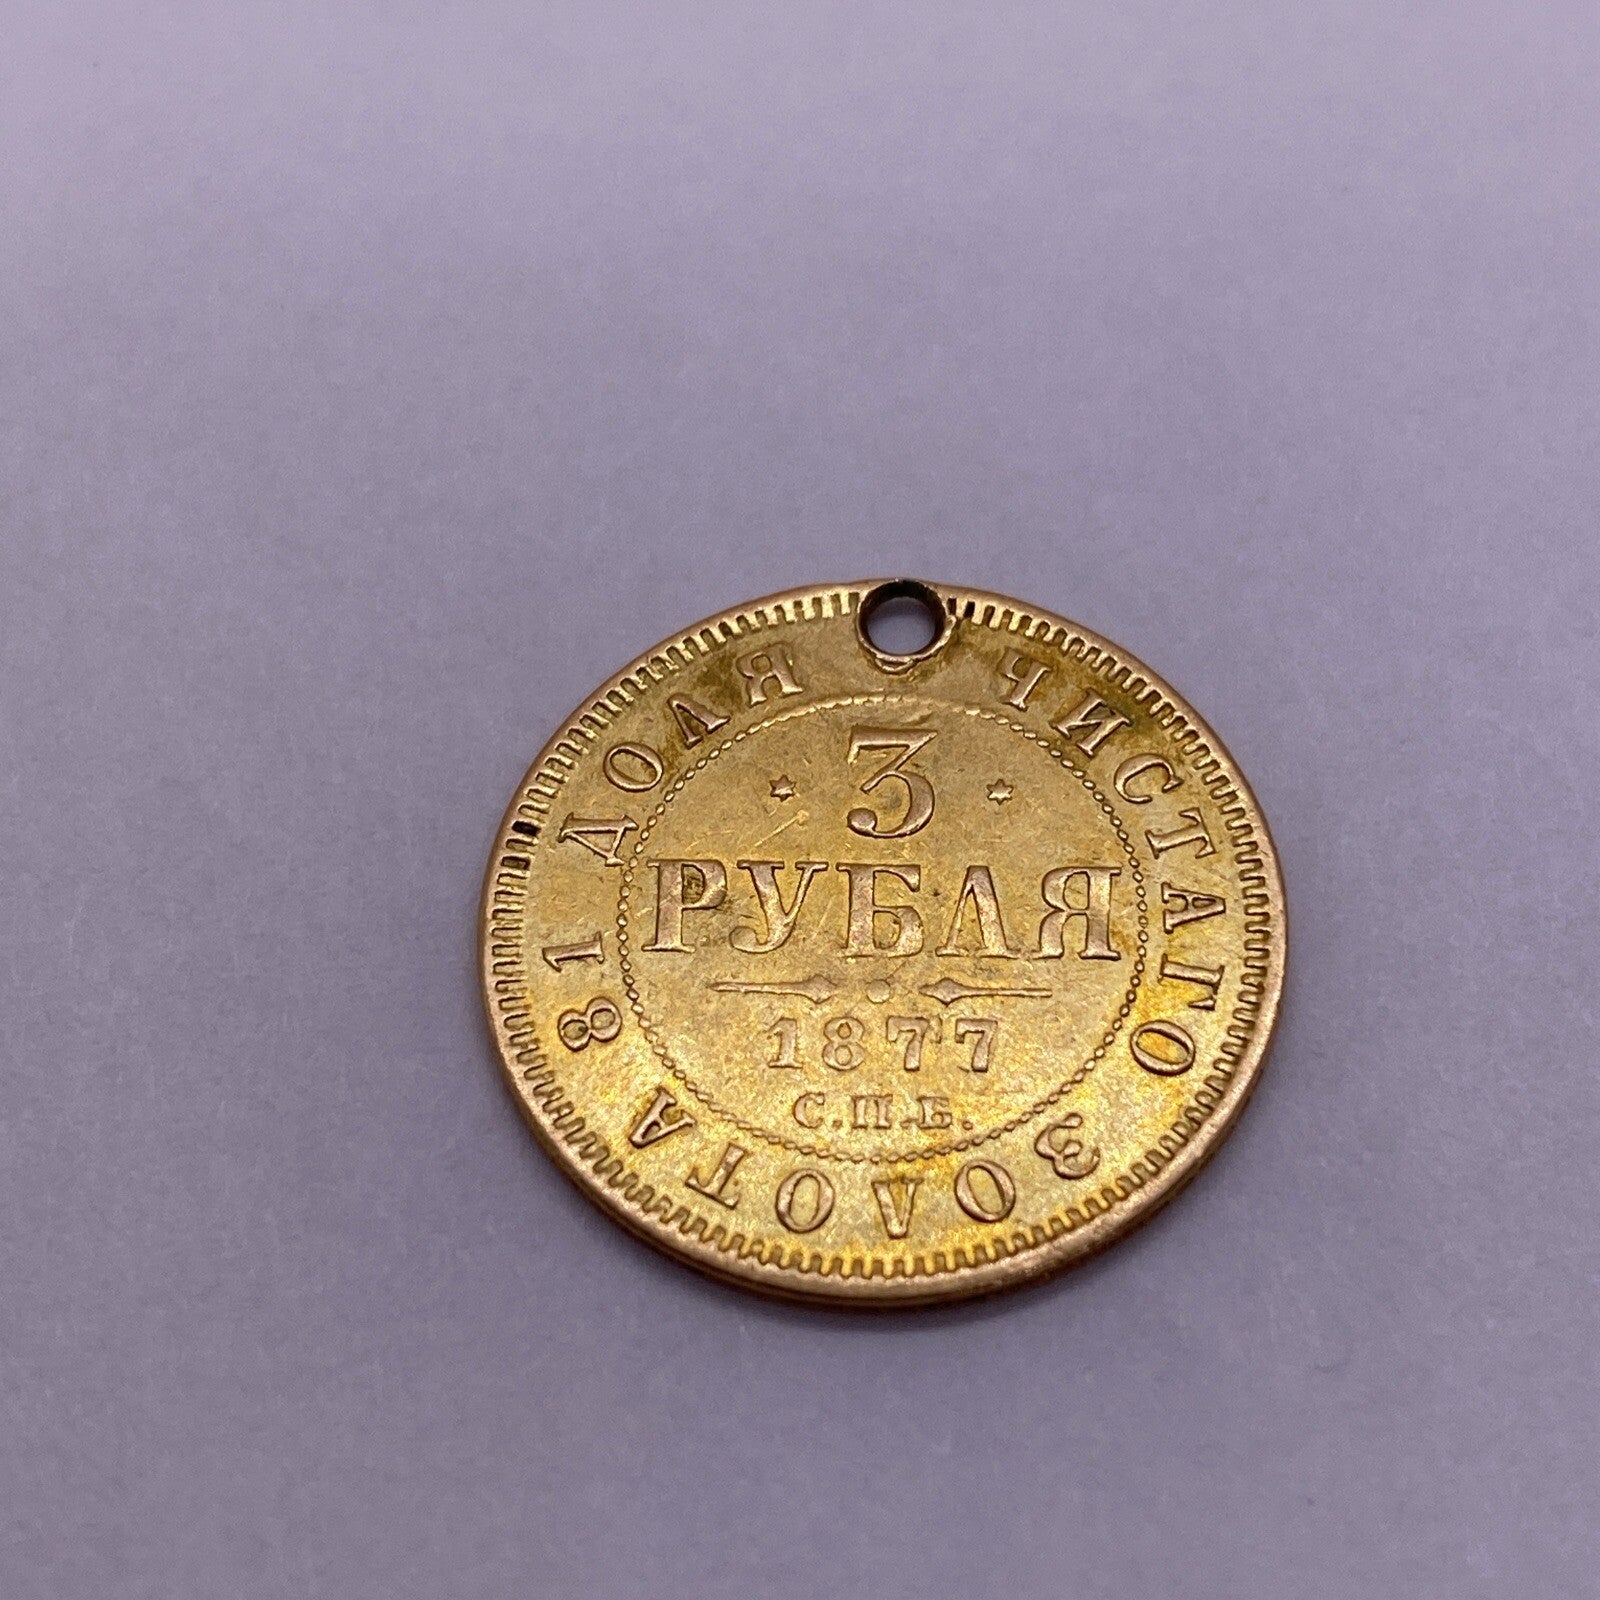 3
РУБЛЯ
1877
С.П.Б.
ЧИСТАГО ЗОЛОТА 81 ДОЛЯ